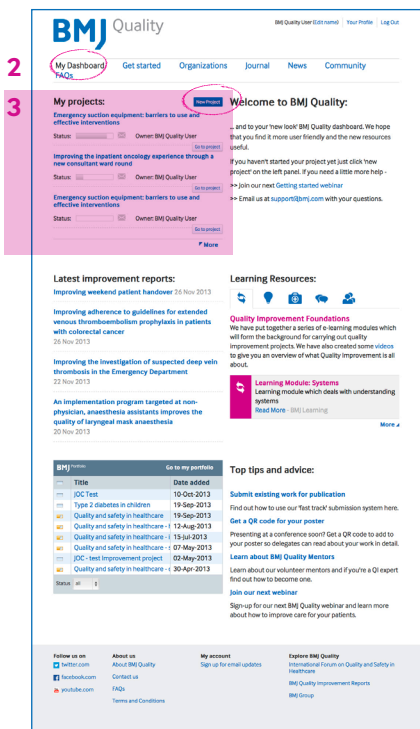 BMJ Quality
BMJ Quality User (Edit name) Your Profile Log Out
2
My Dashboard Get started Organizations Journal News Community
FAQs
3
My projects:
New Project
Emergency suction equipment: barriers to use and
effective interventions
Status: Owner: BMJ Quality User
Go to project
Improving the inpatient oncology experience through a
new consultant ward round
Status: Owner: BMJ Quality User
Go to project
Emergency suction equipment: barriers to use and
effective interventions
Status: Owner: BMJ Quality User
Go to project
More
Welcome to BMJ Quality:
... and to your 'new look' BMJ Quality dashboard. We hope
that you find it more user friendly and the new resources
useful.
If you haven't started your project yet just click 'new
project' on the left panel. If you need a little more help -
>> Join our next Getting started webinar
>> Email us at support@bmj.com with your questions.
Latest improvement reports:
Improving weekend patient handover 26 Nov 2013
Improving adherence to guidelines for extended
venous thromboembolism prophylaxis in patients
with colorectal cancer
26 Nov 2013
Improving the investigation of suspected deep vein
thrombosis in the Emergency Department
22 Nov 2013
An implementation program targeted at non-
physician, anaesthesia assistants improves the
quality of laryngeal mask anaesthesia
20 Nov 2013
Learning Resources:
Quality Improvement Foundations
We have put together a series of e-learning modules which
will form the background for carrying out quality
improvement projects. We have also created some videos
to give you an overview of what Quality Improvement is all
about.
Learning Module: Systems
Learning module which deals with understanding
systems
Read More - BMJ Learning
More
BMJ Portfolio Go to my portfolio
Title Date added
JOC Test 10-Oct-2013
Type 2 diabetes in children 19-Sep-2013
Quality and safety in healthcare 19-Sep-2013
Quality and safety in healthcare - 12-Aug-2013
Quality and safety in healthcare - 15-Jul-2013
Quality and safety in healthcare - 07-May-2013
JOC - test improvement project 02-May-2013
Quality and safety in healthcare - 30-Apr-2013
Status all
Top tips and advice:
Submit existing work for publication
Find out how to use our 'fast track' submission system here.
Get a QR code for your poster
Presenting at a conference soon? Get a QR code to add to
your poster so delegates can read about your work in detail.
Learn about BMJ Quality Mentors
Learn about our volunteer mentors and if you're a QI expert
find out how to become one.
Join our next webinar
Sign-up for our next BMJ Quality webinar and learn more
about how to improve care for your patients.
Follow us on
twitter.com
facebook.com
youtube.com
About us
About BMJ Quality
Contact us
FAQs
Terms and Conditions
My account
Sign up for email updates
Explore BMJ Quality
International Forum on Quality and Safety in
Healthcare
BMJ Quality Improvement Reports
BMJ Group